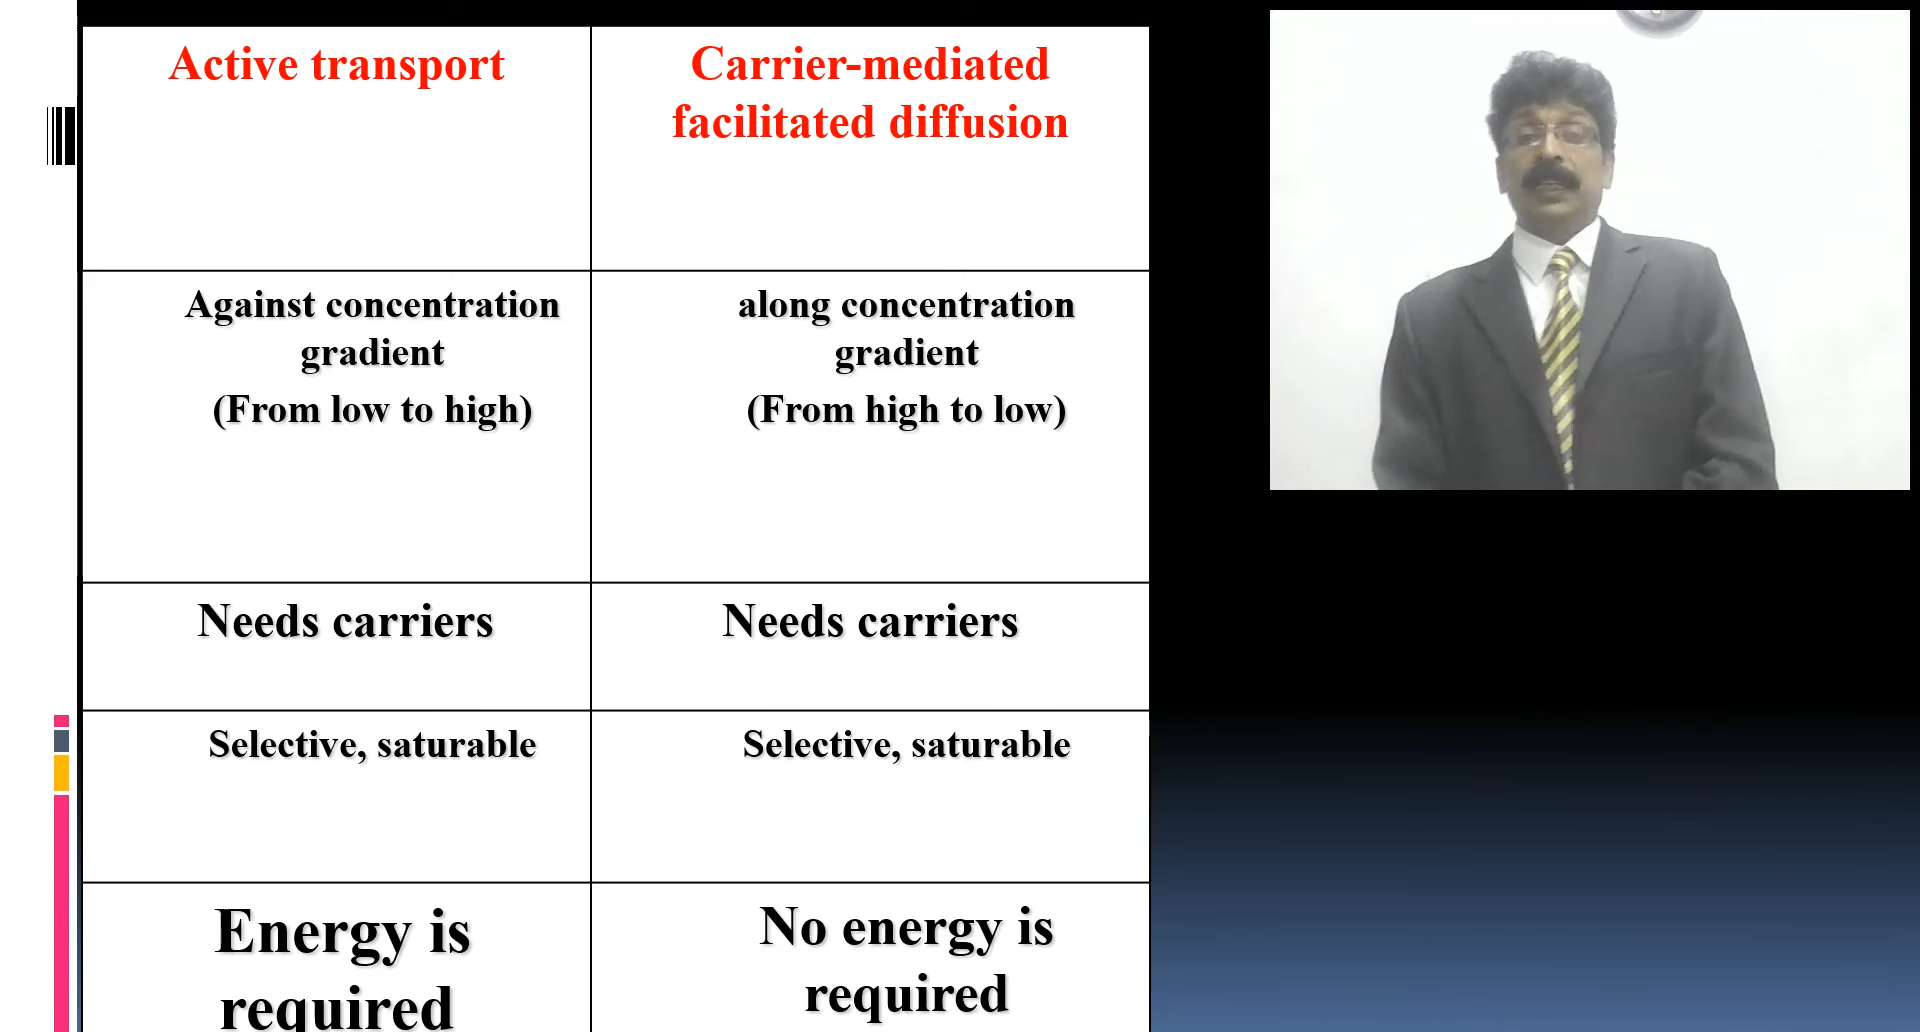 Active transport
Carrier-mediated
facilitated diffusion
Against concentration
gradient
(From low to high)
along concentration
gradient
(From high to low)
Needs carriers
Needs carriers
Selective, saturable
Selective, saturable
Energy is
required
No energy is
required